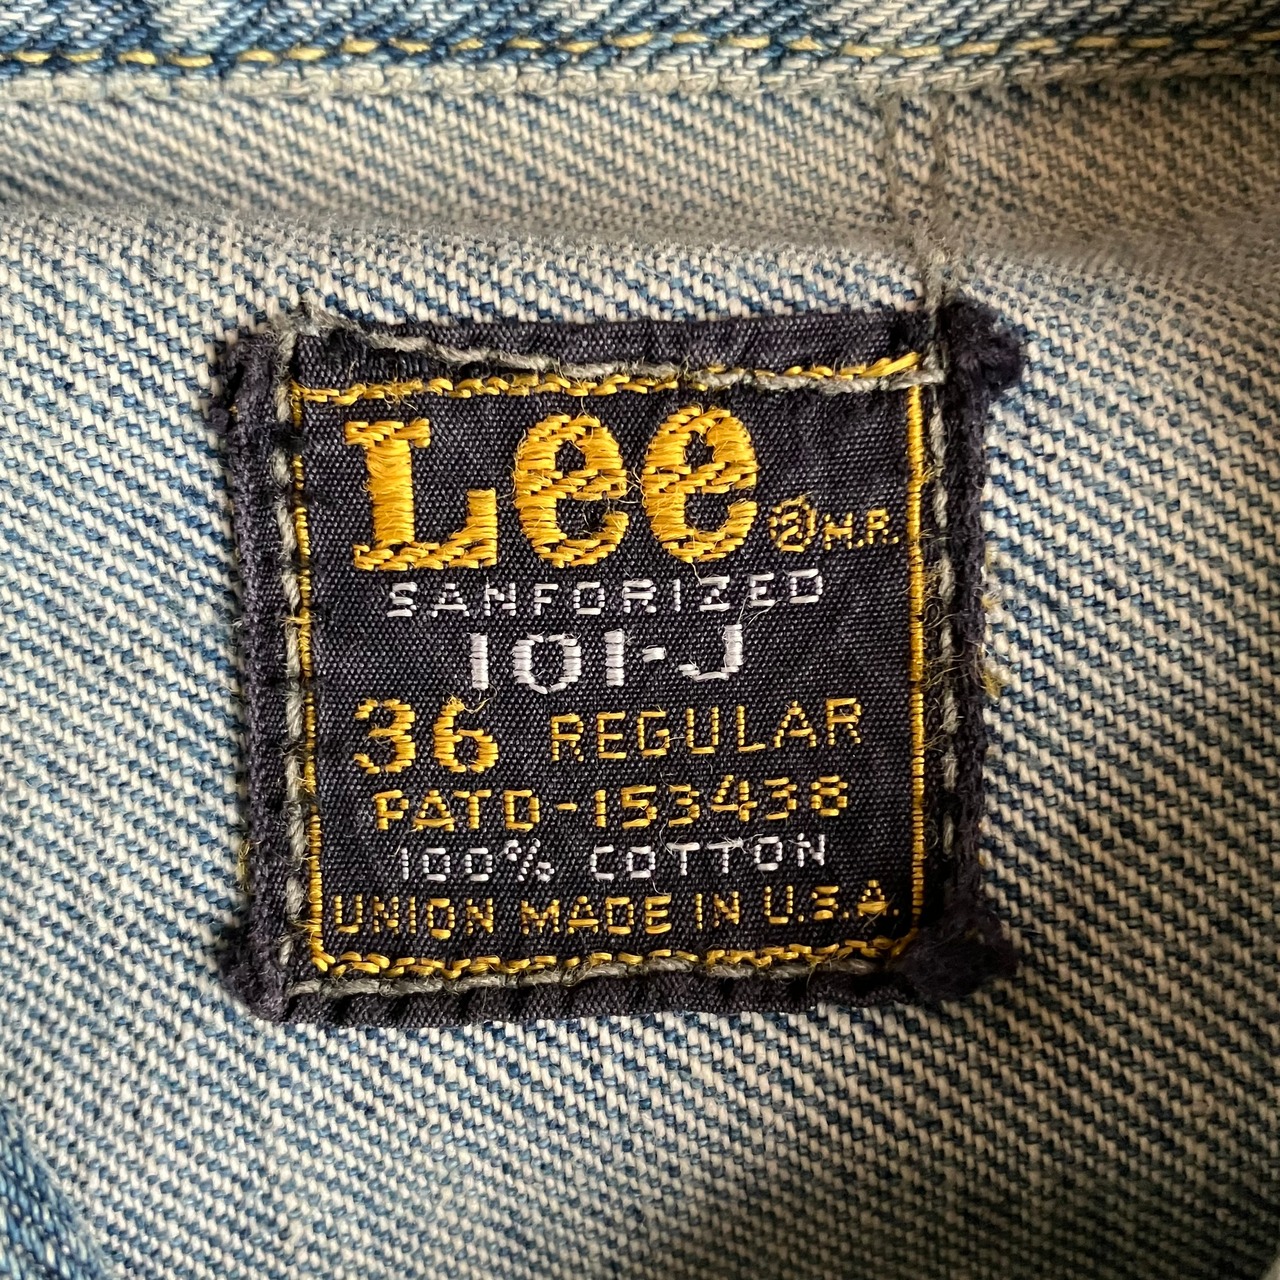 Lee ® M.R.
SANFORIZED
101-J
36 REGULAR
PATD-153438
100% COTTON
UNION MADE IN U.S.A.